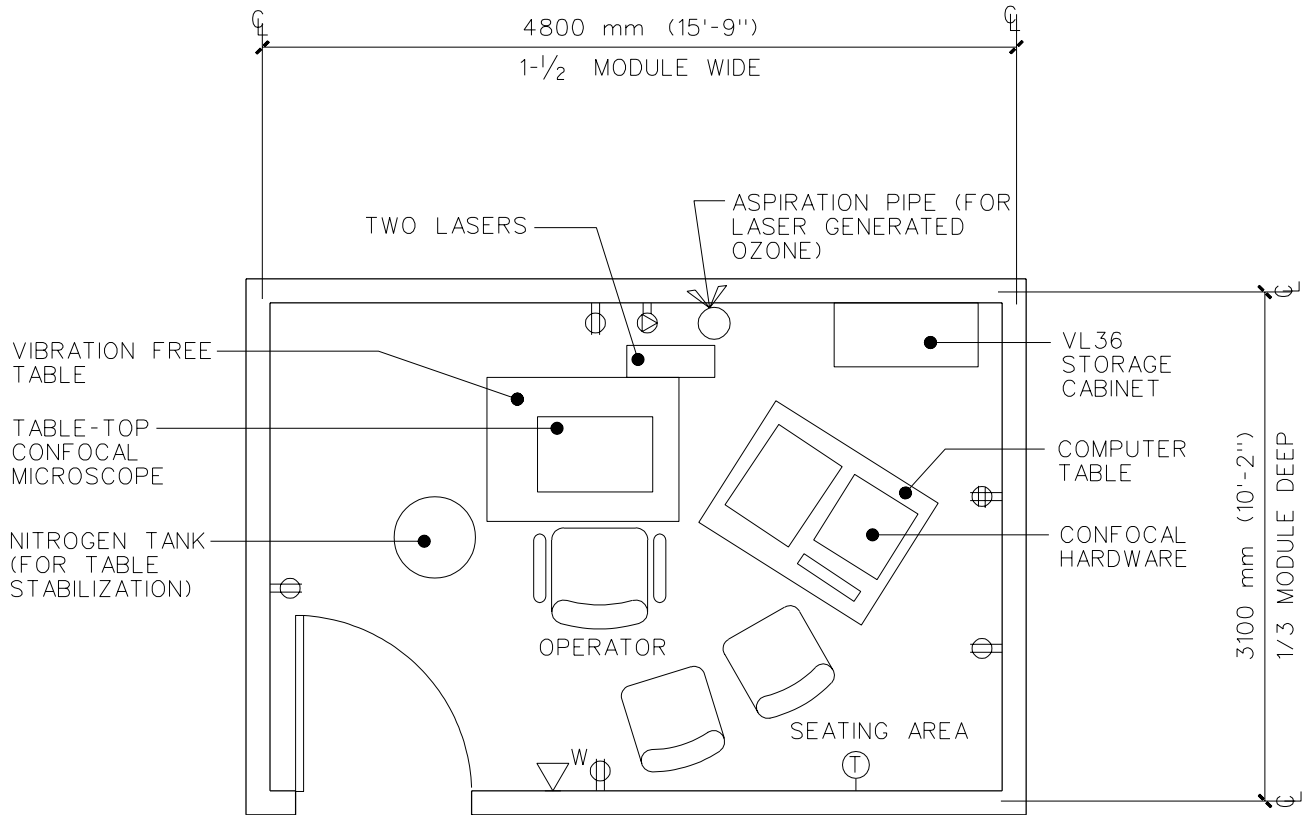 ℄
℄
4800 mm (15'-9")
1-1/2 MODULE WIDE
ASPIRATION PIPE (FOR
LASER GENERATED
OZONE)
TWO LASERS
℄
VIBRATION FREE
TABLE
VL36
STORAGE
CABINET
TABLE-TOP
CONFOCAL
MICROSCOPE
COMPUTER
TABLE
3100 mm (10'-2")
1/3 MODULE DEEP
NITROGEN TANK
(FOR TABLE
STABILIZATION)
CONFOCAL
HARDWARE
OPERATOR
SEATING AREA
W
T
℄